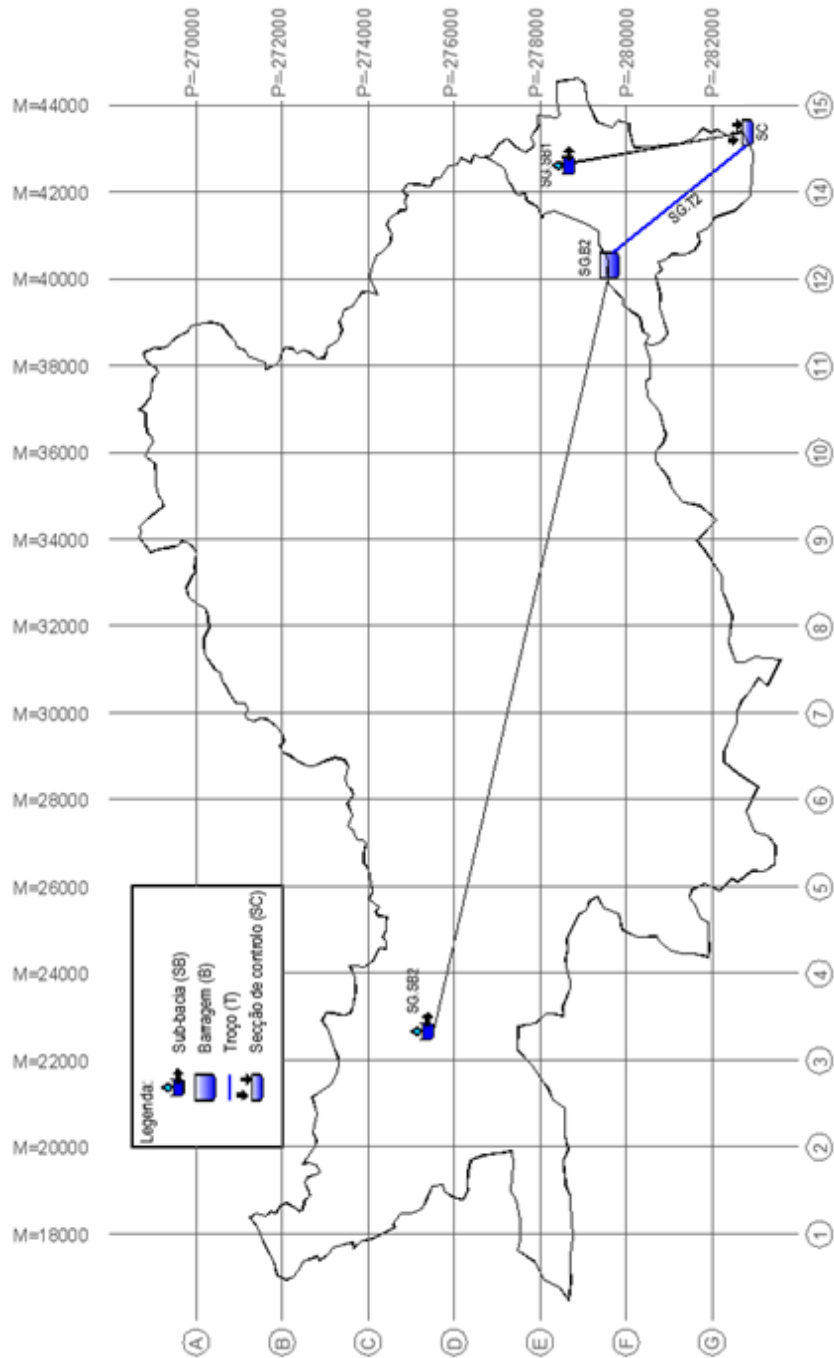 P=-270000
P=-272000
P=-274000
P=-276000
P=-278000
P=-280000
P=-282000
M=44000
M=42000
M=40000
M=38000
M=36000
M=34000
M=32000
M=30000
M=28000
M=26000
M=24000
M=22000
M=20000
M=18000
15
14
12
11
10
9
8
7
6
5
4
3
2
1
A
B
C
D
E
F
G
SG.SB1
SC
SG.T2
SG.B2
SG.SB2
Legenda:
Sub-bacia (SB)
Barragem (B)
Troço (T)
Secção de controlo (SC)